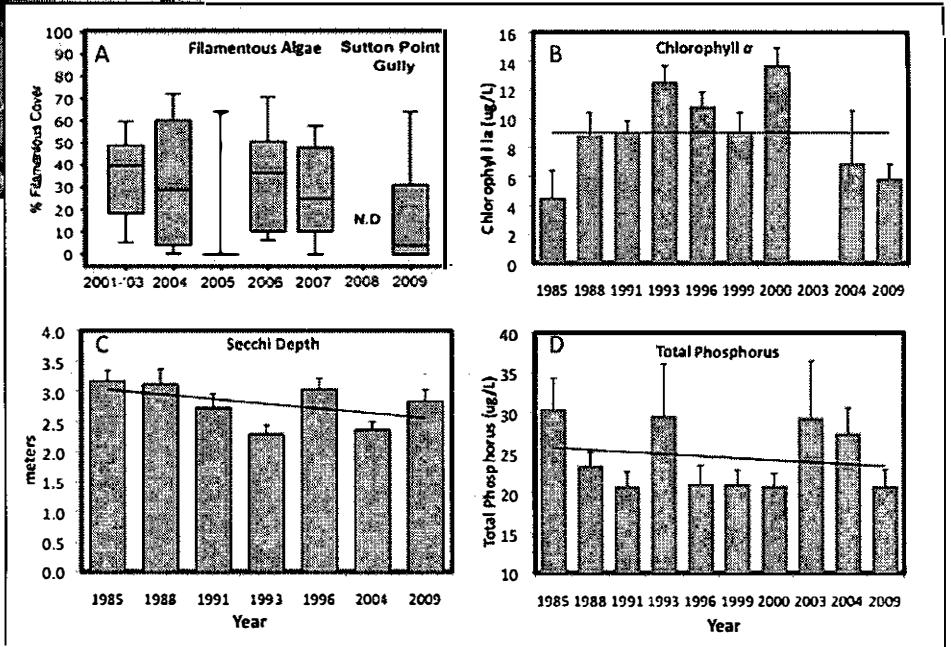 A Filamentous Algae Sutton Point
Gully
% Filamentous Cover
100
90
80
70
60
50
40
30
20
10
0
N.D
2001-'03 2004 2005 2006 2007 2008 2009
B Chlorophyll α
Chlorophyll a (ug/L)
16
14
12
10
8
6
4
2
0
1985 1988 1991 1993 1996 1999 2000 2003 2004 2009
C Secchi Depth
meters
4.0
3.5
3.0
2.5
2.0
1.5
1.0
0.5
0.0
1985 1988 1991 1993 1996 2004 2009
Year
D Total Phosphorus
Total Phosphorus (ug/L)
40
35
30
25
20
15
10
1985 1988 1991 1993 1996 1999 2000 2003 2004 2009
Year